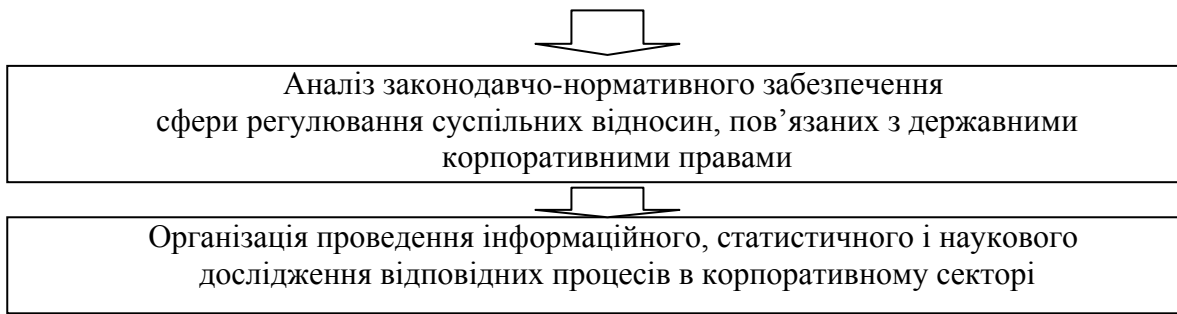 Аналіз законодавчо-нормативного забезпечення
сфери регулювання суспільних відносин, пов’язаних з державними
корпоративними правами
Організація проведення інформаційного, статистичного і наукового
дослідження відповідних процесів в корпоративному секторі